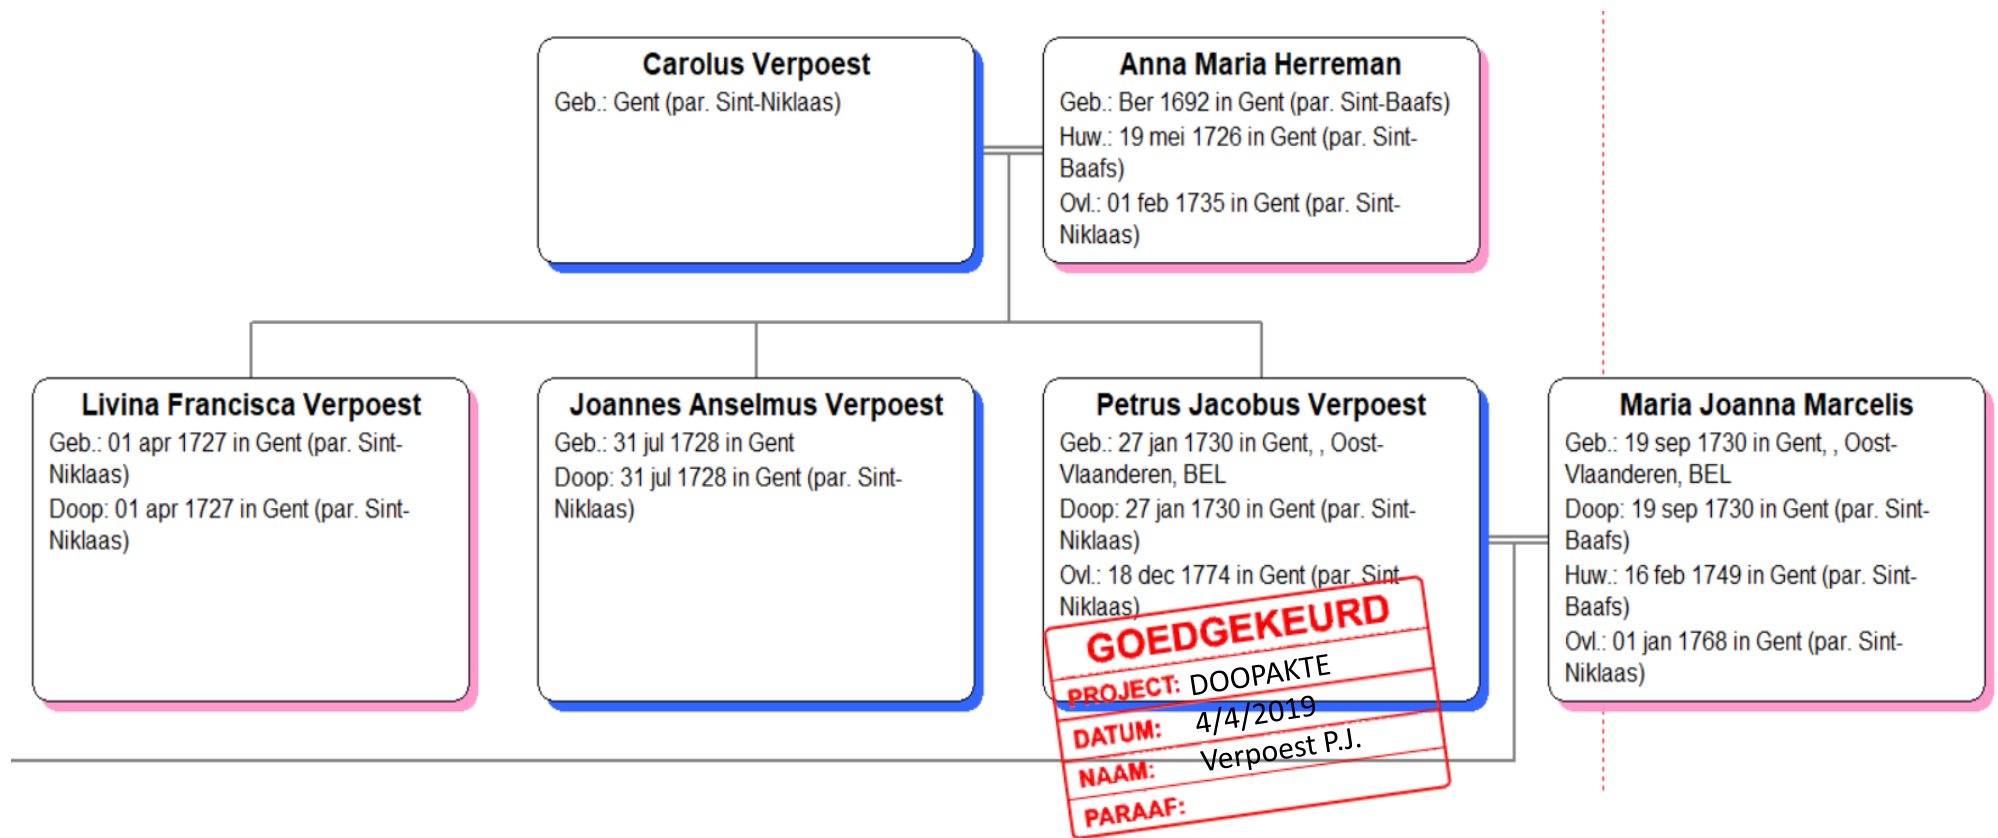 Carolus Verpoest
Geb.: Gent (par. Sint-Niklaas)
Anna Maria Herreman
Geb.: Ber 1692 in Gent (par. Sint-Baafs)
Huw.: 19 mei 1726 in Gent (par. Sint-
Baafs)
Ovl.: 01 feb 1735 in Gent (par. Sint-
Niklaas)
Livina Francisca Verpoest
Geb.: 01 apr 1727 in Gent (par. Sint-
Niklaas)
Doop: 01 apr 1727 in Gent (par. Sint-
Niklaas)
Joannes Anselmus Verpoest
Geb.: 31 jul 1728 in Gent
Doop: 31 jul 1728 in Gent (par. Sint-
Niklaas)
Petrus Jacobus Verpoest
Geb.: 27 jan 1730 in Gent, , Oost-
Vlaanderen, BEL
Doop: 27 jan 1730 in Gent (par. Sint-
Niklaas)
Ovl.: 18 dec 1774 in Gent (par. Sint-
Niklaas)
Maria Joanna Marcelis
Geb.: 19 sep 1730 in Gent, , Oost-
Vlaanderen, BEL
Doop: 19 sep 1730 in Gent (par. Sint-
Baafs)
Huw.: 16 feb 1749 in Gent (par. Sint-
Baafs)
Ovl.: 01 jan 1768 in Gent (par. Sint-
Niklaas)
GOEDGEKEURD
PROJECT: DOOPAKTE
DATUM: 4/4/2019
NAAM: Verpoest P.J.
PARAAF: